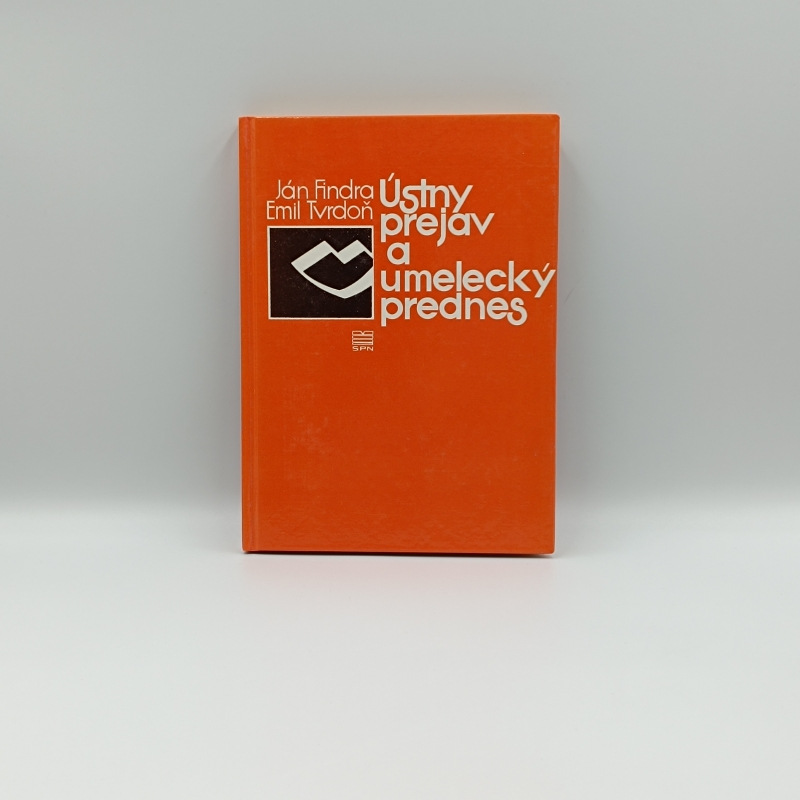 Ján Findra
Emil Tvrdoň
Ústny
prejav
a
umelecký
prednes
SPN